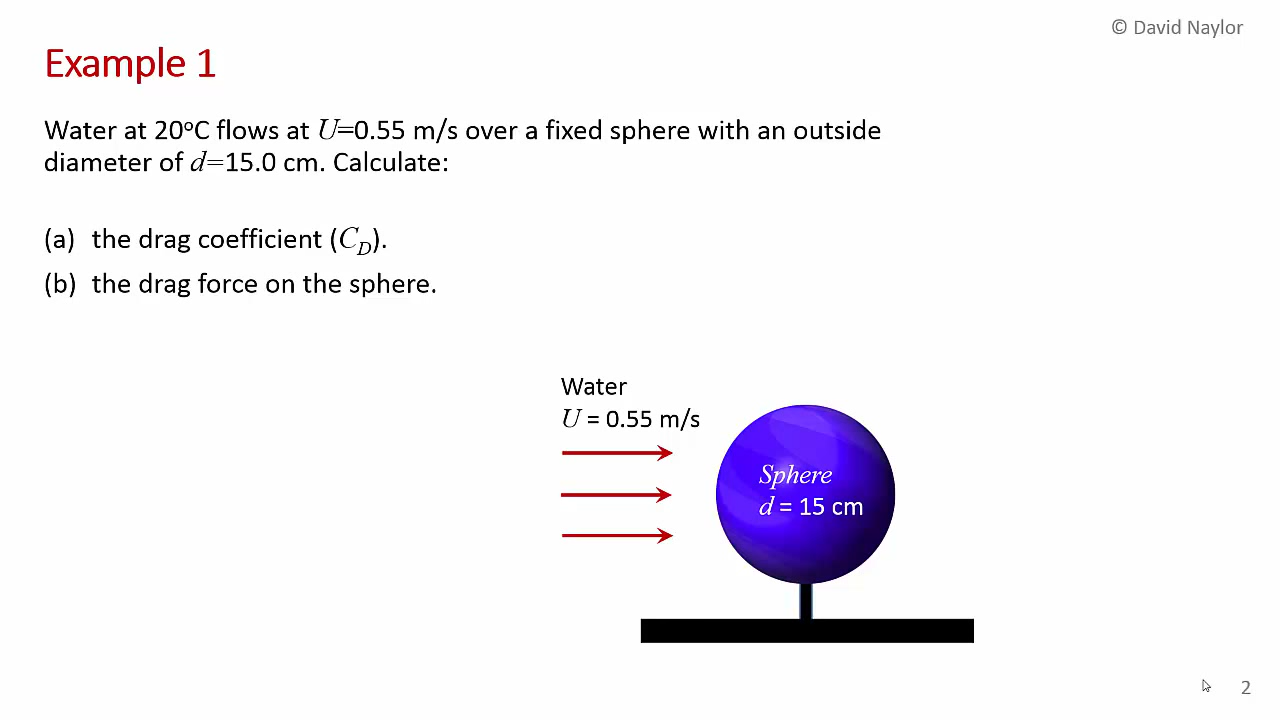 © David Naylor
Example 1
Water at 20°C flows at U=0.55 m/s over a fixed sphere with an outside
diameter of d=15.0 cm. Calculate:
(a) the drag coefficient (C_D).
(b) the drag force on the sphere.
Water
U = 0.55 m/s
Sphere
d = 15 cm
2